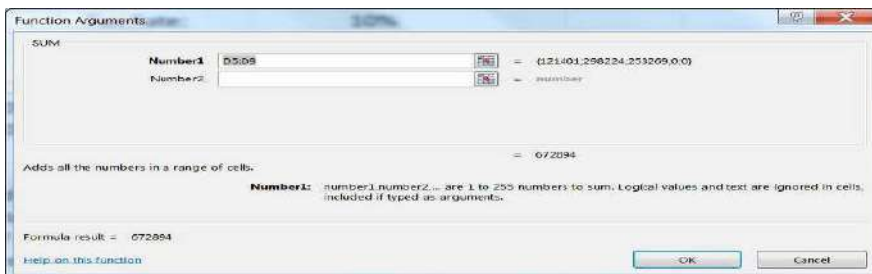 Function Arguments
10%
SUM
Number1 D5:D9 = {121401;298224;253269;0;0}
Number2 = number
= 672894
Adds all the numbers in a range of cells.
Number1: number1,number2,... are 1 to 255 numbers to sum. Logical values and text are ignored in cells,
included if typed as arguments.
Formula result = 672894
Help on this function
OK Cancel